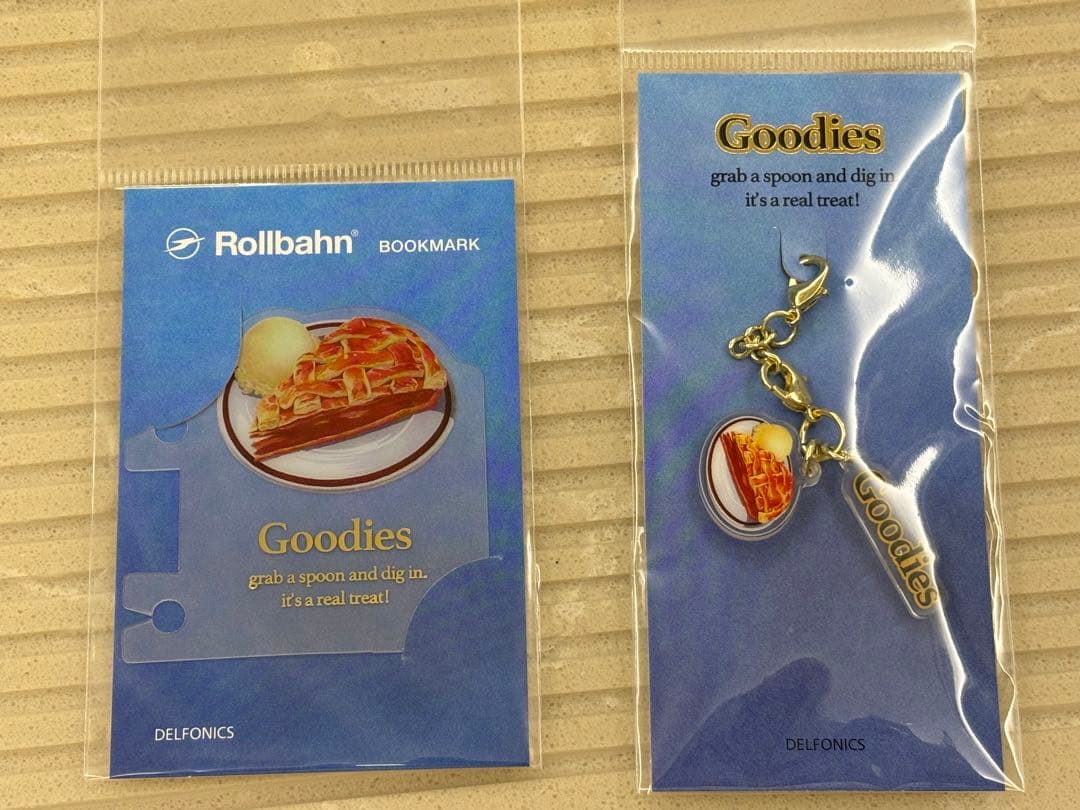 Rollbahn® BOOKMARK
Goodies
grab a spoon and dig in.
it's a real treat!
DELFONICS
Goodies
grab a spoon and dig in
it's a real treat!
Goodies
DELFONICS